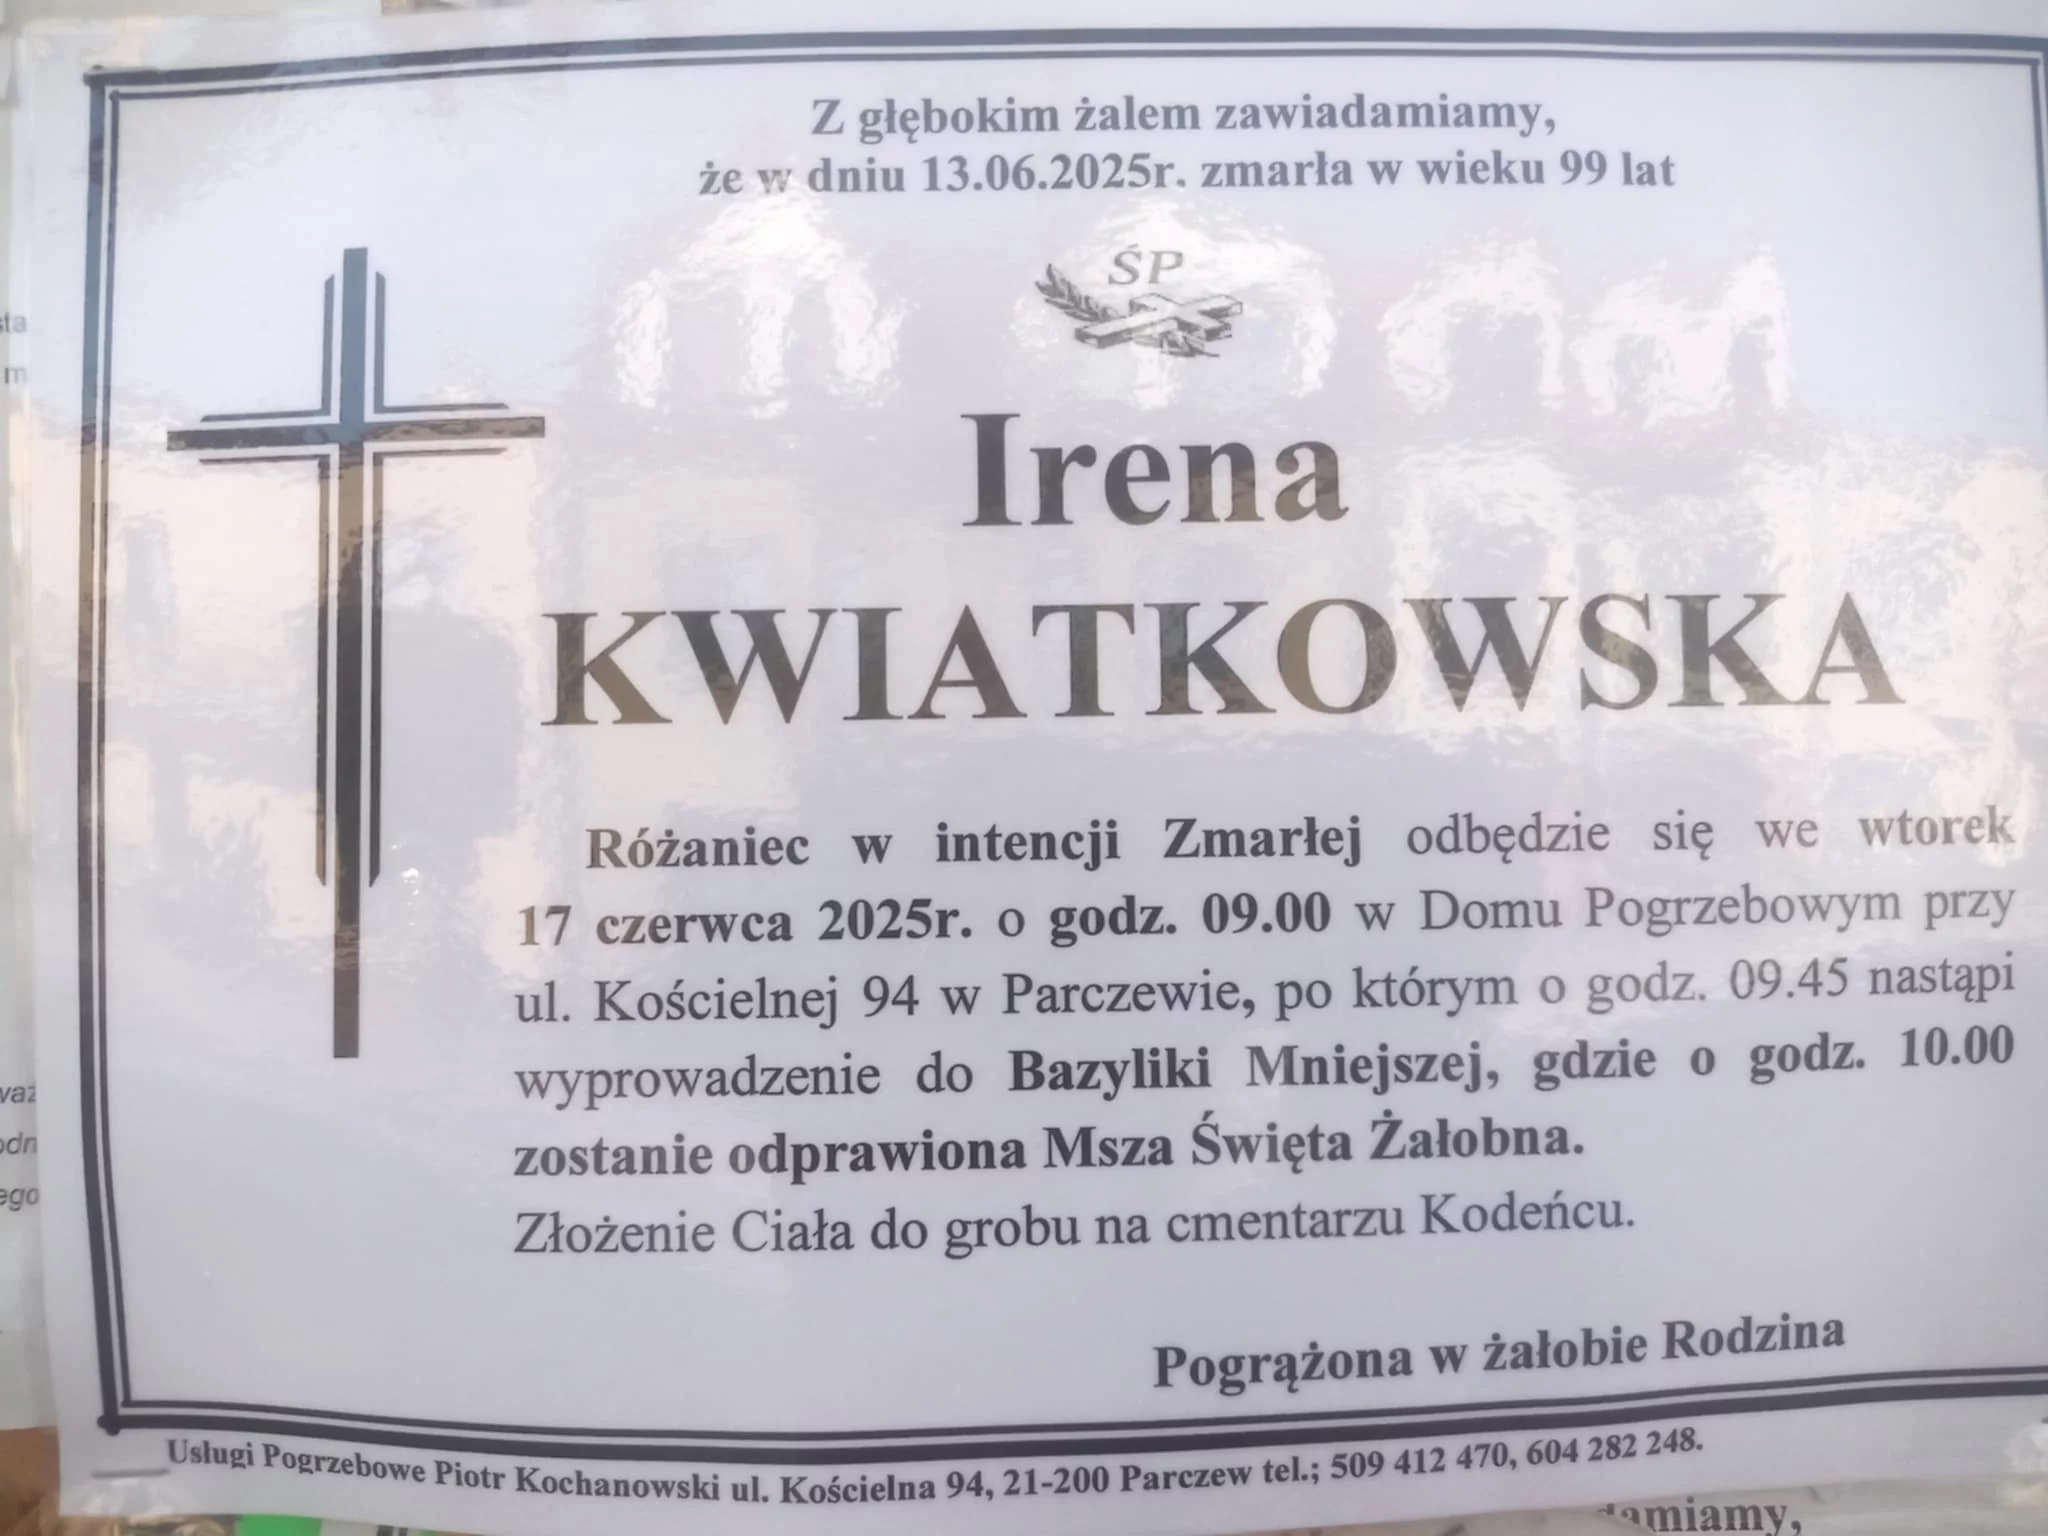 Z głębokim żalem zawiadamiamy,
że w dniu 13.06.2025r. zmarła w wieku 99 lat
ŚP
Irena
KWIATKOWSKA
Różaniec w intencji Zmarłej odbędzie się we wtorek
17 czerwca 2025r. o godz. 09.00 w Domu Pogrzebowym przy
ul. Kościelnej 94 w Parczewie, po którym o godz. 09.45 nastąpi
wyprowadzenie do Bazyliki Mniejszej, gdzie o godz. 10.00
zostanie odprawiona Msza Święta Żałobna.
Złożenie Ciała do grobu na cmentarzu Kodeńcu.
Pogrążona w żałobie Rodzina
Usługi Pogrzebowe Piotr Kochanowski ul. Kościelna 94, 21-200 Parczew tel.; 509 412 470, 604 282 248.